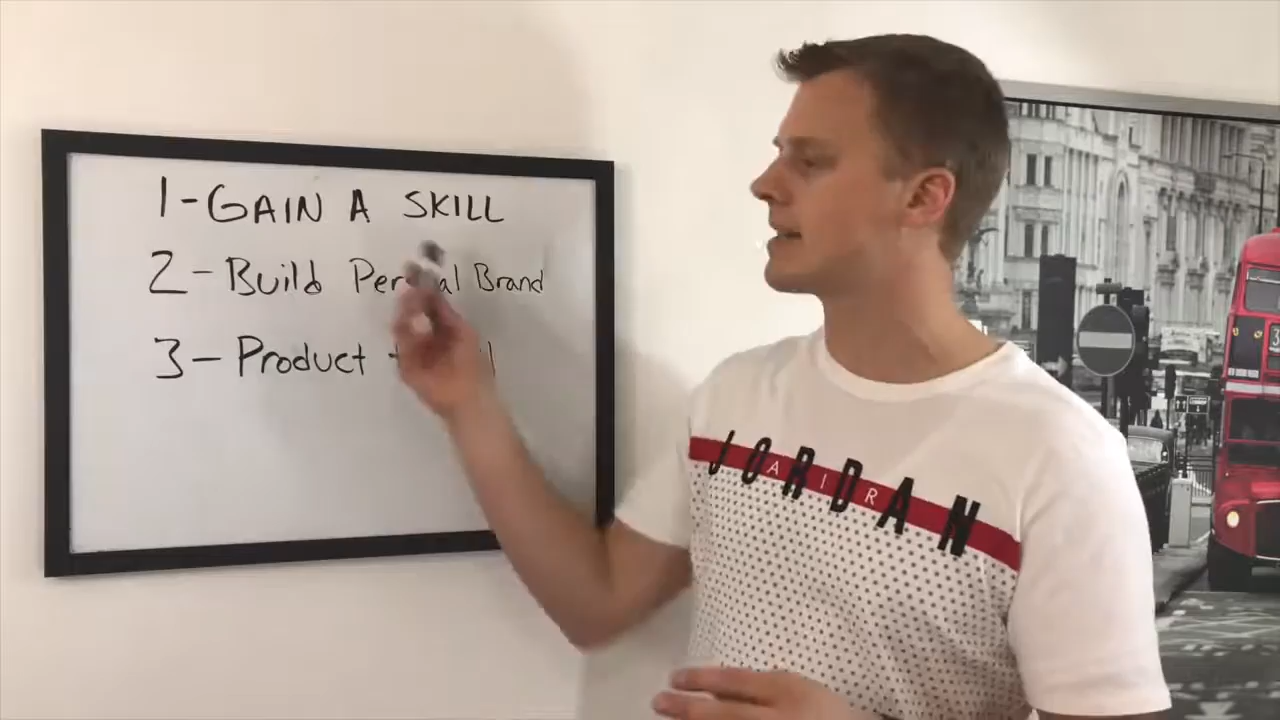 1-GAIN A SKILL
2-Build Brand
3-Product
JORDAN
AIR